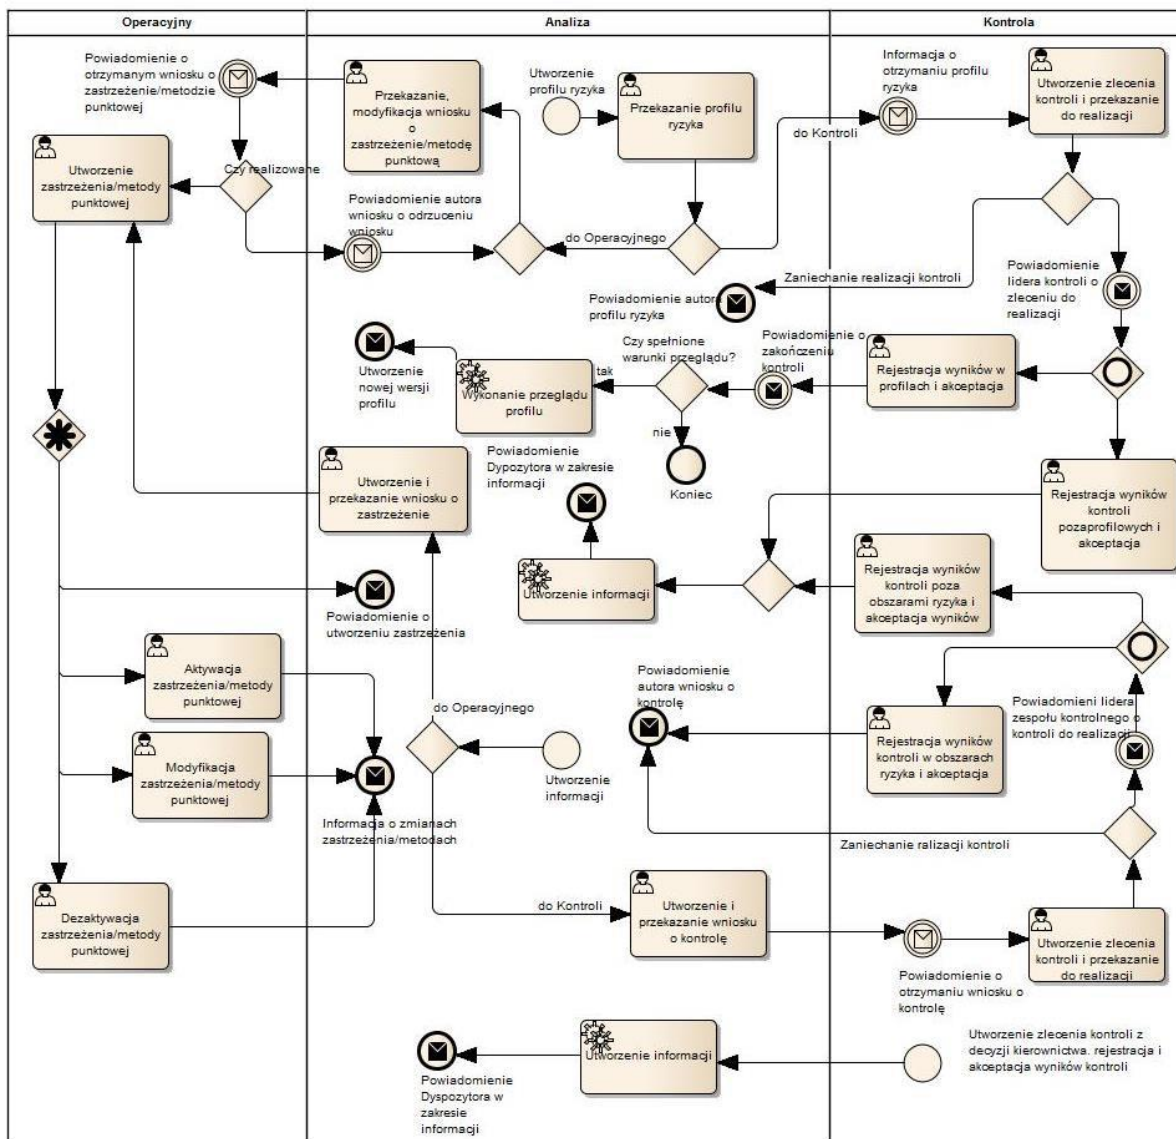 Operacyjny
Analiza
Kontrola
Powiadomienie o
otrzymanym wniosku o
zastrzeżenie/metodzie
punktowej
Przekazanie,
modyfikacja wniosku
o
zastrzeżenie/metodę
punktową
Utworzenie
profilu ryzyka
Przekazanie profilu
ryzyka
do Kontroli
Informacja o
otrzymaniu profilu
ryzyka
Utworzenie zlecenia
kontroli i przekazanie
do realizacji
Utworzenie
zastrzeżenia/metody
punktowej
Czy realizowane
Powiadomienie autora
wniosku o odrzuceniu
wniosku
do Operacyjnego
Zaniechanie realizacji kontroli
Powiadomienie
lidera kontroli o
zleceniu do
realizacji
Powiadomienie autora
profilu ryzyka
Utworzenie
nowej wersji
profilu
Wykonanie przeglądu
profilu
tak
Czy spełnione
warunki przeglądu?
Powiadomienie o
zakończeniu
kontroli
Rejestracja wyników w
profilach i akceptacja
nie
Koniec
Utworzenie i
przekazanie wniosku o
zastrzeżenie
Powiadomienie
Dypozytora w zakresie
informacji
Rejestracja wyników
kontroli
pozaprofilowych i
akceptacja
Utworzenie informacji
Rejestracja wyników
kontroli poza
obszarami ryzyka i
akceptacja wyników
Powiadomienie o
utworzeniu zastrzeżenia
Aktywacja
zastrzeżenia/metody
punktowej
Modyfikacja
zastrzeżenia/metody
punktowej
do Operacyjnego
Utworzenie
informacji
Powiadomienie
autora wniosku o
kontrolę
Rejestracja wyników
kontroli w obszarach
ryzyka i akceptacja
Powiadomieni lidera
zespołu kontrolnego o
kontroli do realizacji
Informacja o zmianach
zastrzeżenia/metodach
Zaniechanie ralizacji kontroli
Dezaktywacja
zastrzeżenia/metody
punktowej
do Kontroli
Utworzenie i
przekazanie wniosku
o kontrolę
Powiadomienie o
otrzymaniu wniosku o
kontrolę
Utworzenie zlecenia
kontroli i przekazanie
do realizacji
Powiadomienie
Dyspozytora w
zakresie
informacji
Utworzenie informacji
Utworzenie zlecenia kontroli z
decyzji kierownictwa. rejestracja i
akceptacja wyników kontroli